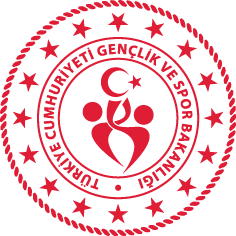 TÜRKİYE CUMHURİYETİ GENÇLİK VE SPOR BAKANLIĞI